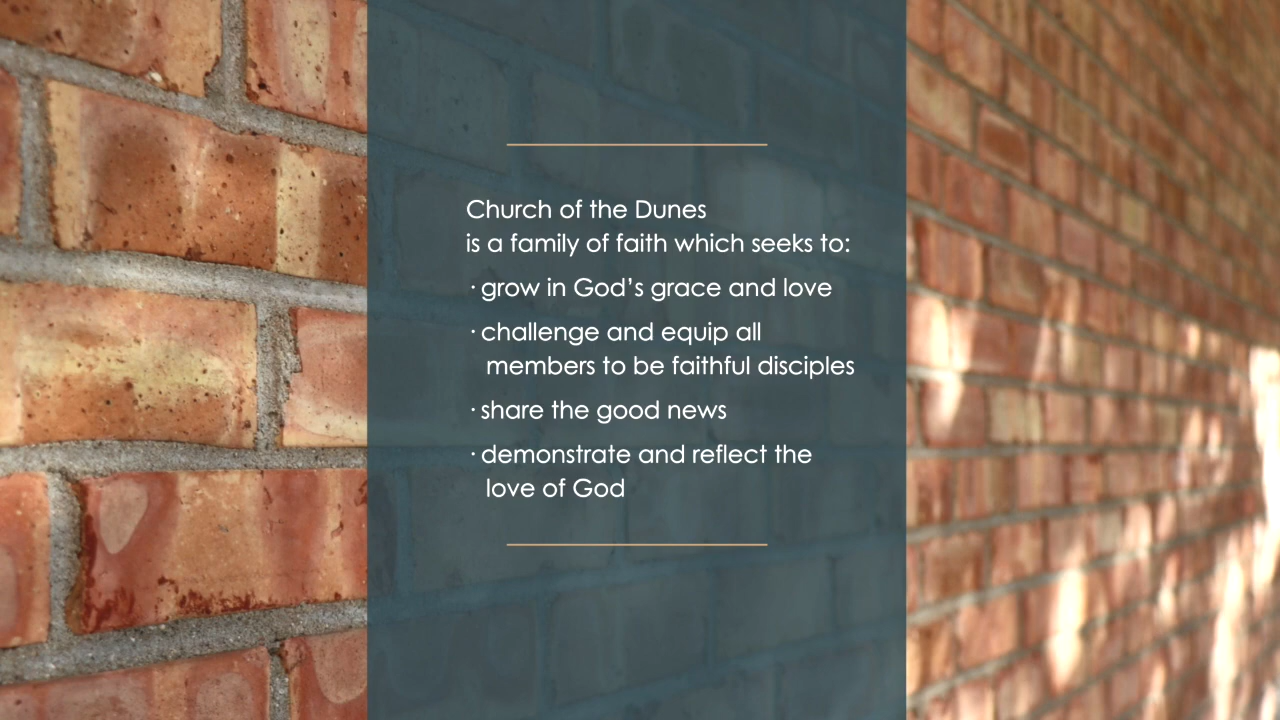 Church of the Dunes
is a family of faith which seeks to:
· grow in God’s grace and love
· challenge and equip all
members to be faithful disciples
· share the good news
· demonstrate and reflect the
love of God